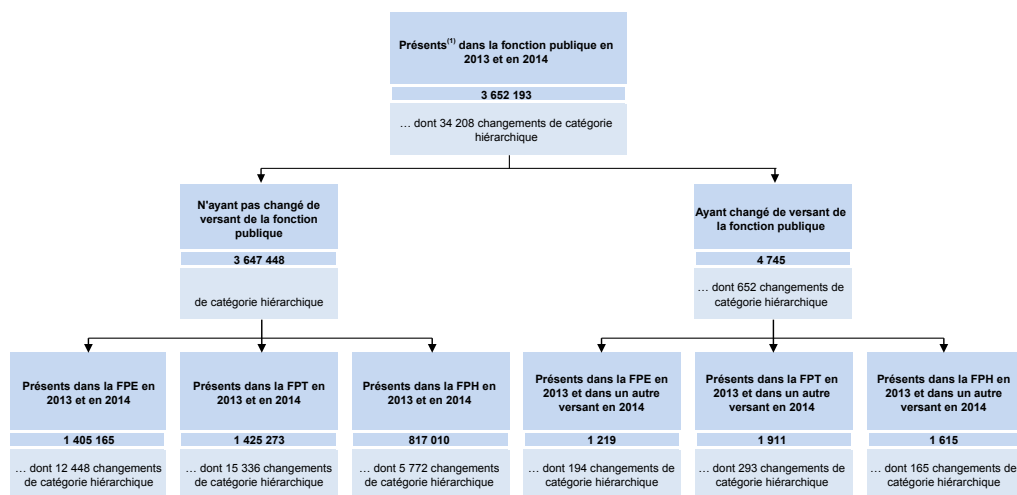 Présents(1) dans la fonction publique en
2013 et en 2014
3 652 193
… dont 34 208 changements de catégorie
hiérarchique
N'ayant pas changé de
versant de la fonction
publique
3 647 448
de catégorie hiérarchique
Ayant changé de versant de
la fonction publique
4 745
… dont 652 changements de
catégorie hiérarchique
Présents dans la FPE en
2013 et en 2014
1 405 165
… dont 12 448 changements
de catégorie hiérarchique
Présents dans la FPT en
2013 et en 2014
1 425 273
… dont 15 336 changements
de catégorie hiérarchique
Présents dans la FPH en
2013 et en 2014
817 010
… dont 5 772 changements
de catégorie hiérarchique
Présents dans la FPE en
2013 et dans un autre
versant en 2014
1 219
… dont 194 changements de
catégorie hiérarchique
Présents dans la FPT en
2013 et dans un autre
versant en 2014
1 911
… dont 293 changements de
catégorie hiérarchique
Présents dans la FPH en
2013 et dans un autre
versant en 2014
1 615
… dont 165 changements de
catégorie hiérarchique